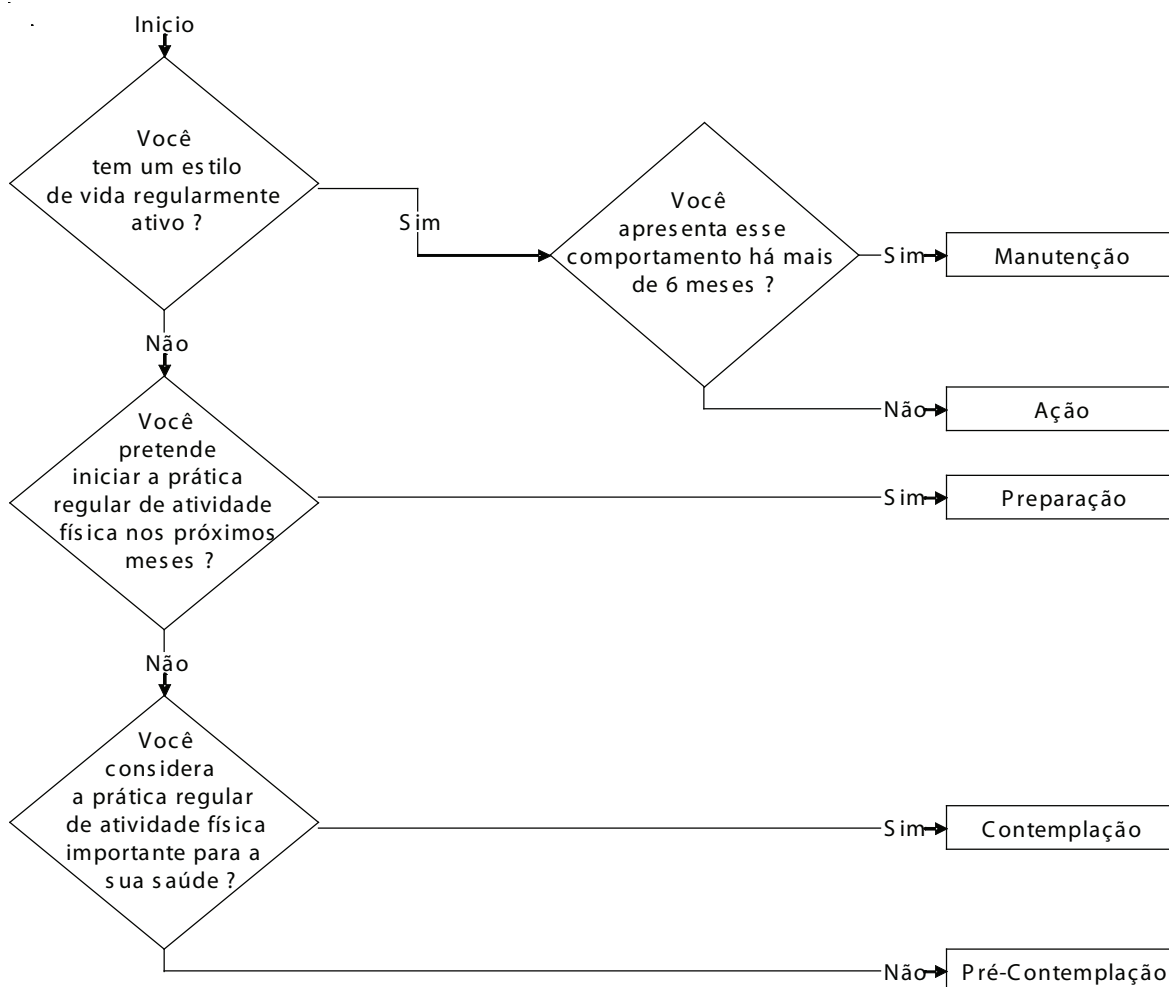 Inicio
Você
tem um estilo
de vida regularmente
ativo ?
Sim
Você
apresenta esse
comportamento há mais
de 6 meses ?
Sim
Manutenção
Não
Ação
Não
Você
pretende
iniciar a prática
regular de atividade
física nos próximos
meses ?
Sim
Preparação
Não
Você
considera
a prática regular
de atividade física
importante para a
sua saúde ?
Sim
Contemplação
Não
Pré-Contemplação